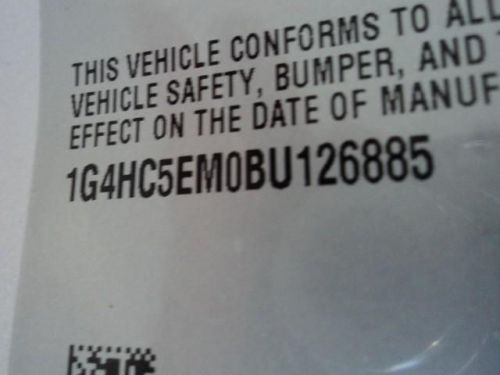 THIS VEHICLE CONFORMS TO ALL
VEHICLE SAFETY, BUMPER, AND
EFFECT ON THE DATE OF MANUF
1G4HC5EM0BU126885